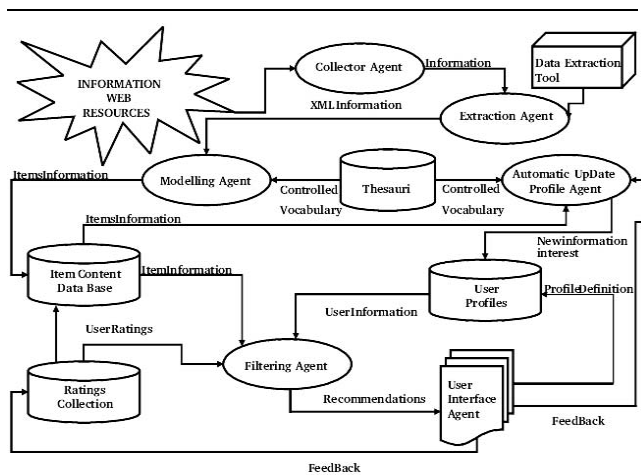 INFORMATION
WEB
RESOURCES
Collector Agent
Information
Data Extraction
Tool
XMLInformation
Extraction Agent
ItemsInformation
Modelling Agent
Controlled
Vocabulary
Thesauri
Controlled
Vocabulary
Automatic UpDate
Profile Agent
ItemsInformation
Newinformation
interest
Item Content
Data Base
ItemInformation
User
Profiles
ProfileDefinition
UserInformation
UserRatings
Filtering Agent
Ratings
Collection
Recommendations
User
Interface
Agent
FeedBack
FeedBack